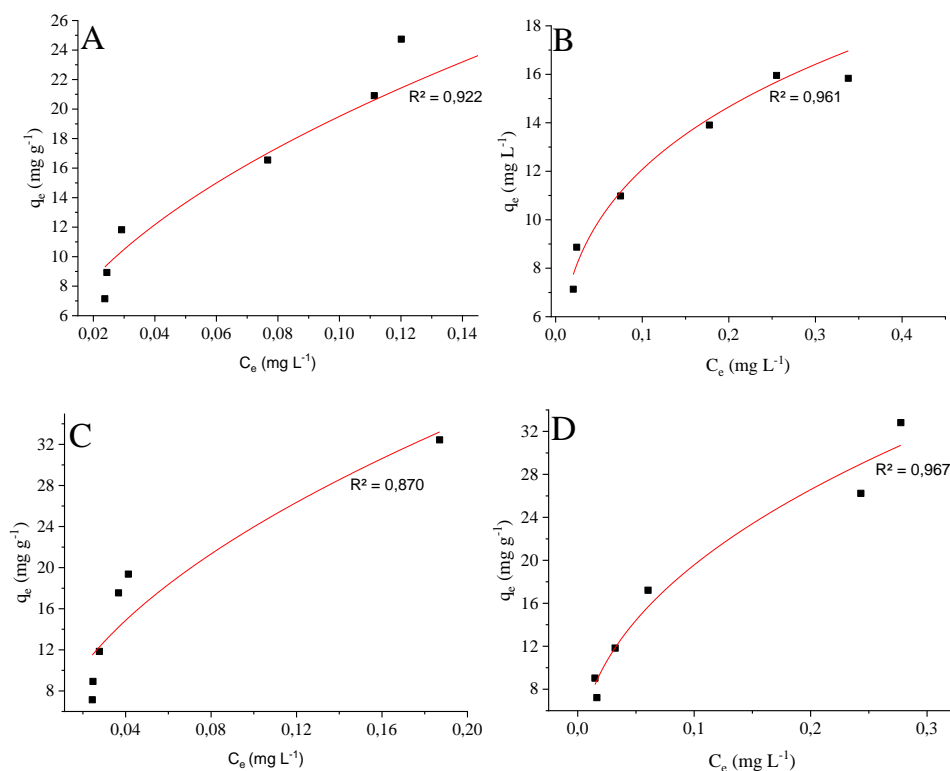 A
26
24
22
20
18
16
14
12
10
8
6
qₑ (mg g⁻¹)
R² = 0,922
0,02 0,04 0,06 0,08 0,10 0,12 0,14
Cₑ (mg L⁻¹)
B
18
16
14
12
10
8
6
qₑ (mg L⁻¹)
R² = 0,961
0,0 0,1 0,2 0,3 0,4
Cₑ (mg L⁻¹)
C
32
28
24
20
16
12
8
qₑ (mg g⁻¹)
R² = 0,870
0,04 0,08 0,12 0,16 0,20
Cₑ (mg L⁻¹)
D
32
28
24
20
16
12
8
qₑ (mg g⁻¹)
R² = 0,967
0,0 0,1 0,2 0,3
Cₑ (mg L⁻¹)